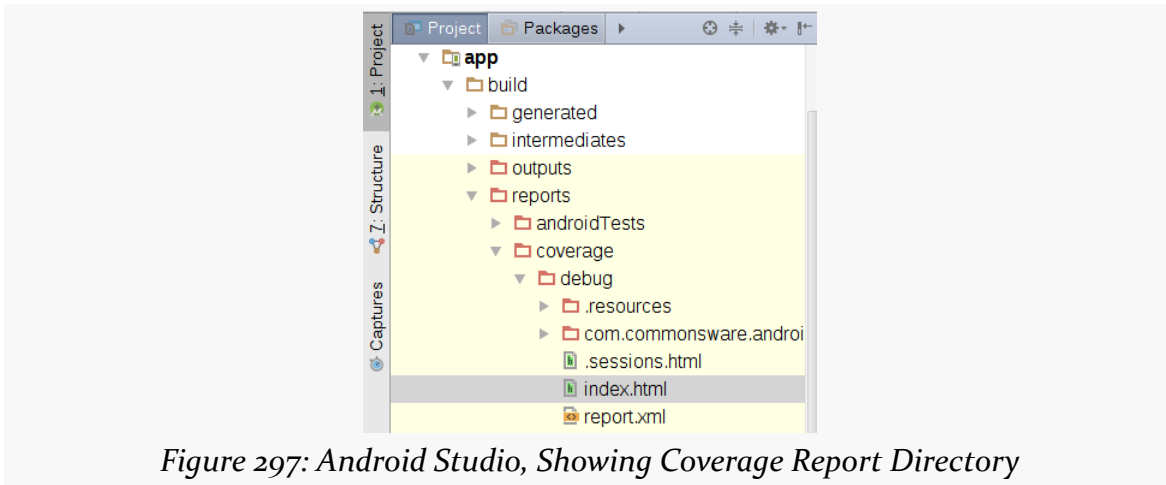 1: Project
7: Structure
Captures
Project Packages
app
build
generated
intermediates
outputs
reports
androidTests
coverage
debug
.resources
com.commonsware.androi
.sessions.html
index.html
report.xml
Figure 297: Android Studio, Showing Coverage Report Directory